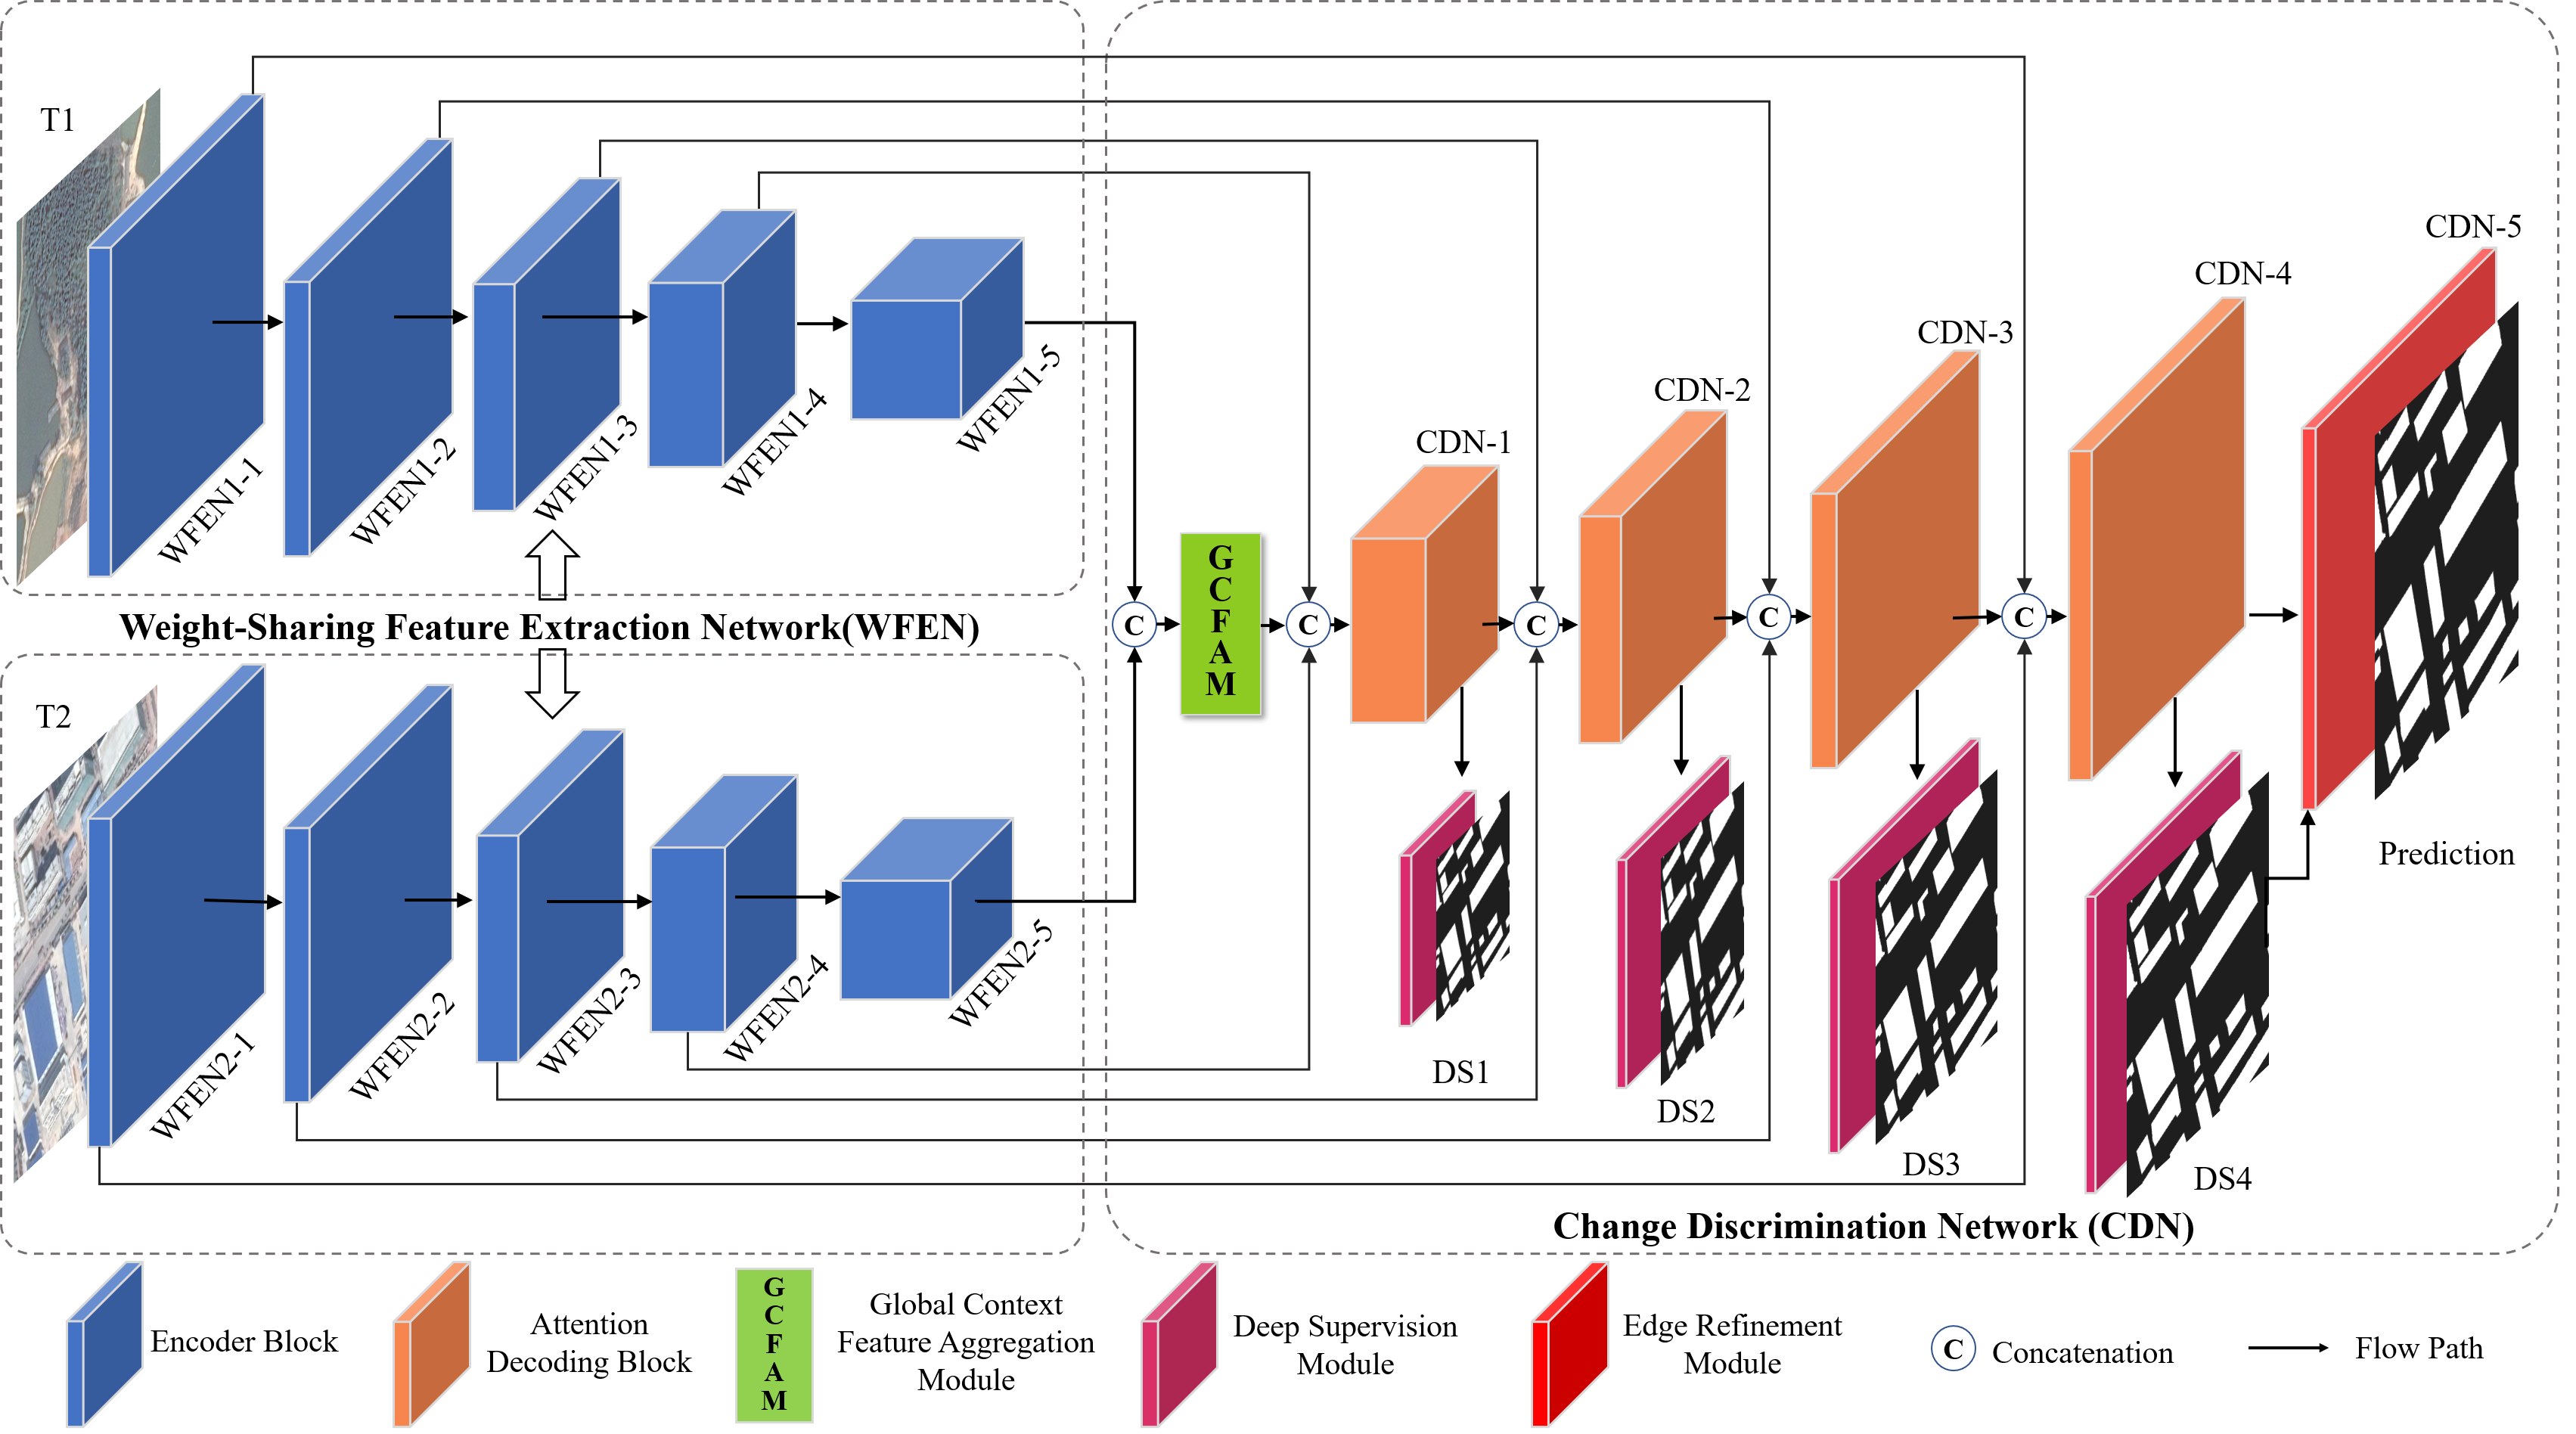 T1
WFEN1-1
WFEN1-2
WFEN1-3
WFEN1-4
WFEN1-5
Weight-Sharing Feature Extraction Network(WFEN)
T2
WFEN2-1
WFEN2-2
WFEN2-3
WFEN2-4
WFEN2-5
C
G
C
F
A
M
C
CDN-1
C
CDN-2
C
CDN-3
C
CDN-4
CDN-5
DS1
DS2
DS3
DS4
Prediction
Change Discrimination Network (CDN)
Encoder Block
Attention
Decoding Block
G
C
F
A
M
Global Context
Feature Aggregation
Module
Deep Supervision
Module
Edge Refinement
Module
C
Concatenation
Flow Path